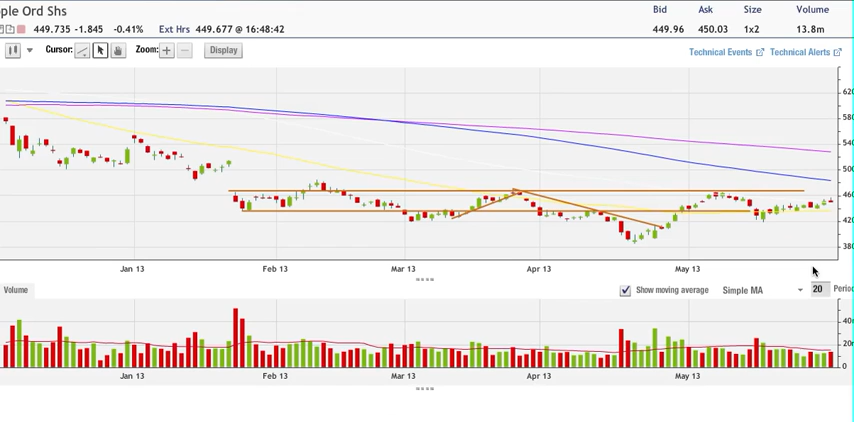 ple Ord Shs
449.735 -1.845 -0.41% Ext Hrs 449.677 @ 16:48:42
Bid Ask Size Volume
449.96 450.03 1x2 13.8m
Cursor: Zoom: Display
Technical Events Technical Alerts
620
580
540
500
460
420
380
Jan 13 Feb 13 Mar 13 Apr 13 May 13
Volume
Show moving average Simple MA 20 Perio
40
20
0
Jan 13 Feb 13 Mar 13 Apr 13 May 13